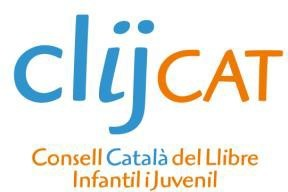 clijCAT
Consell Català del Llibre
Infantil i Juvenil